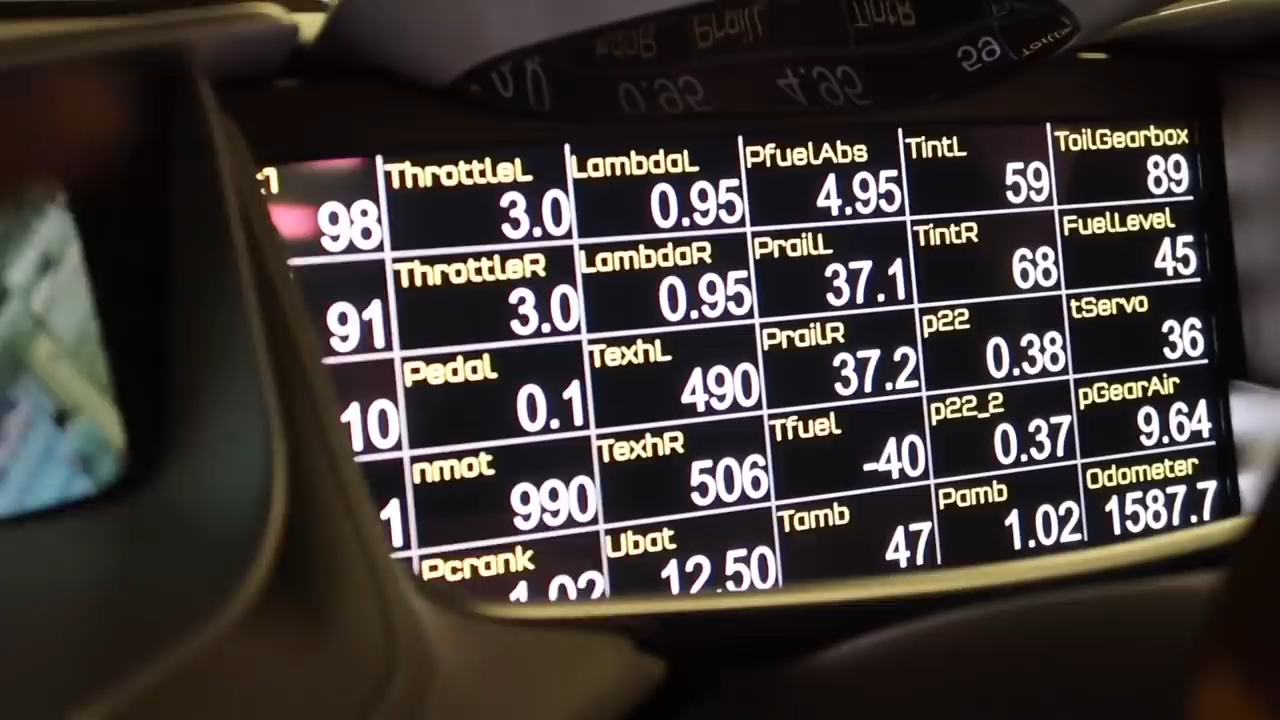 ThrottleL LambdaL PfuelAbs TintL ToilGearbox
98 3.0 0.95 4.95 59 89
ThrottleR LambdaR PrailL TintR FuelLevel
91 3.0 0.95 37.1 68 45
Pedal TexhL PrailR p22 tServo
10 0.1 490 37.2 0.38 36
nmot TexhR Tfuel p22_2 pGearAir
1 990 506 -40 0.37 9.64
Pcrank Ubat Tamb Pamb Odometer
1.02 12.50 47 1.02 1587.7